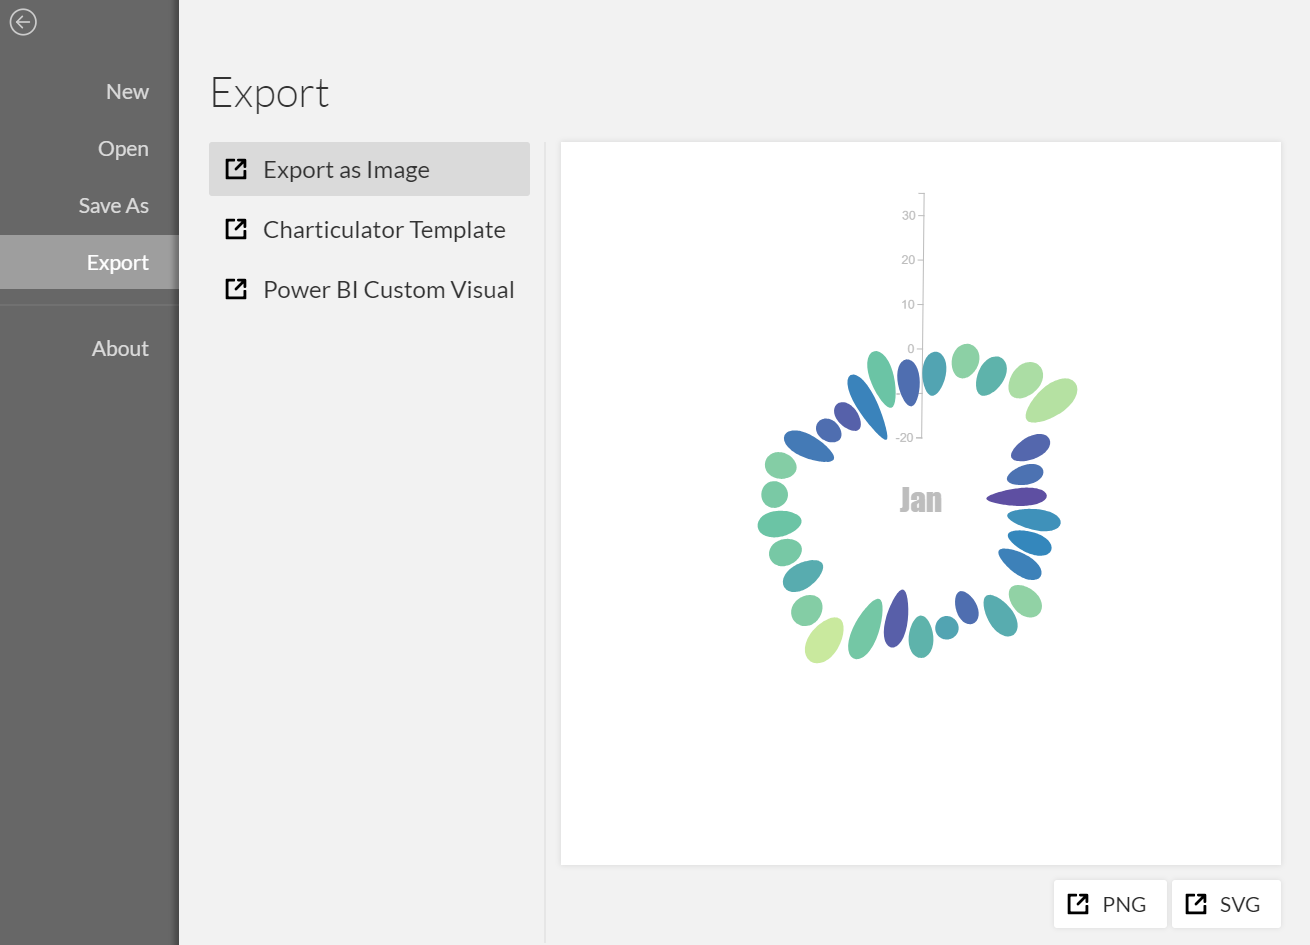 New
Open
Save As
Export
About
Export
Export as Image
Charticulator Template
Power BI Custom Visual
30
20
10
0
-20
Jan
PNG
SVG